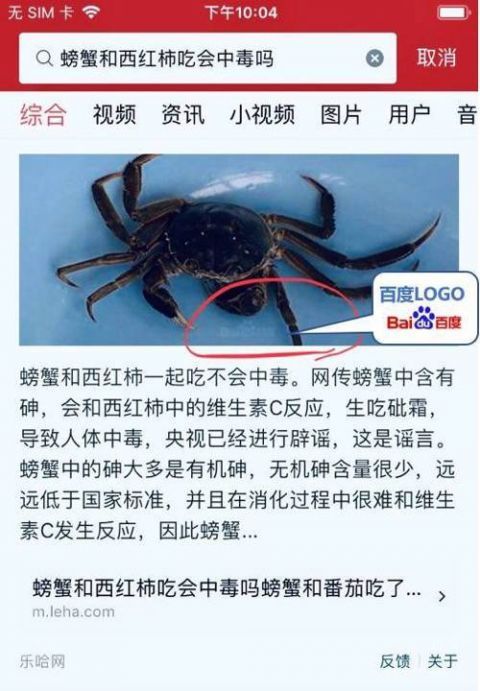 无 SIM 卡
下午10:04
螃蟹和西红柿吃会中毒吗
取消
综合 视频 资讯 小视频 图片 用户 音
百度LOGO
Bai du 百度
螃蟹和西红柿一起吃不会中毒。网传螃蟹中含有
砷，会和西红柿中的维生素C反应，生吃砒霜，
导致人体中毒，央视已经进行辟谣，这是谣言。
螃蟹中的砷大多是有机砷，无机砷含量很少，远
远低于国家标准，并且在消化过程中很难和维生
素C发生反应，因此螃蟹...
螃蟹和西红柿吃会中毒吗螃蟹和番茄吃了...
m.leha.com
乐哈网
反馈 关于